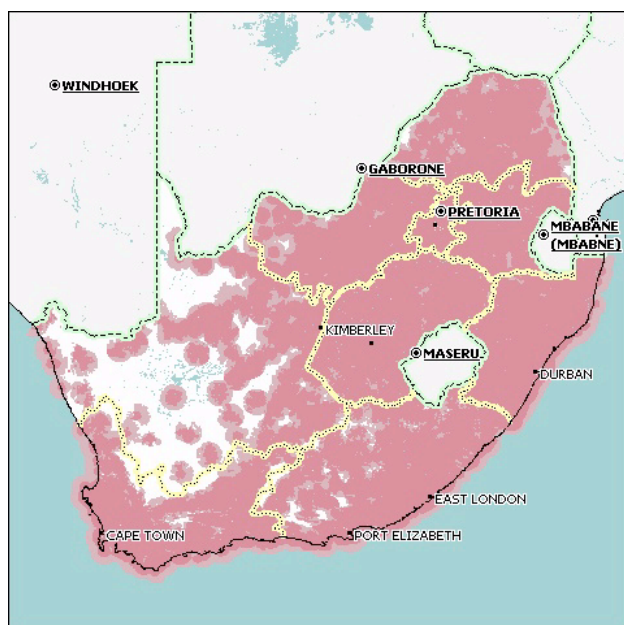 WINDHOEK
GABORONE
PRETORIA
MBABANE
(MBABNE)
KIMBERLEY
MASERU
DURBAN
EAST LONDON
CAPE TOWN
PORT ELIZABETH